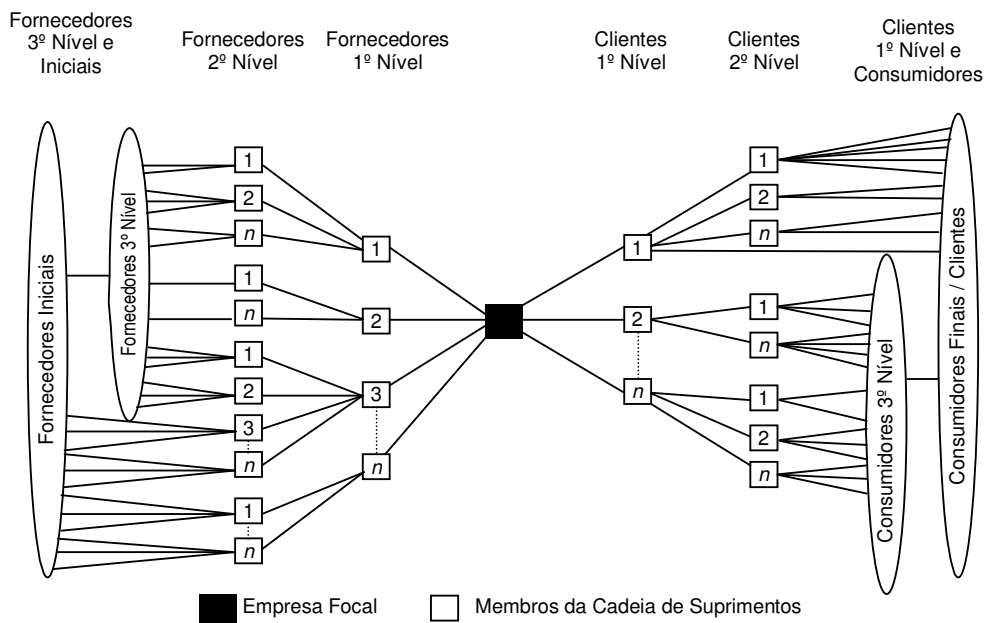 Fornecedores
3º Nível e
Iniciais
Fornecedores
2º Nível
Fornecedores
1º Nível
Clientes
1º Nível
Clientes
2º Nível
Clientes
1º Nível e
Consumidores
Fornecedores Iniciais
Fornecedores 3º Nível
1
2
n
1
n
1
2
3
n
1
n
1
2
3
n
1
2
n
1
2
n
1
n
1
2
n
Consumidores 3º Nível
Consumidores Finais / Clientes
Empresa Focal
Membros da Cadeia de Suprimentos